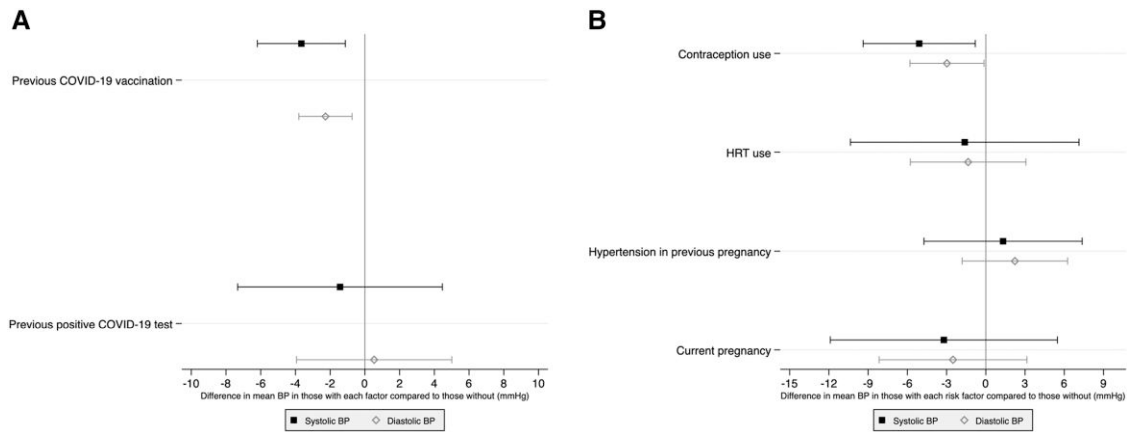 A
Previous COVID-19 vaccination
Previous positive COVID-19 test
-10 -8 -6 -4 -2 0 2 4 6 8 10
Difference in mean BP in those with each factor compared to those without (mmHg)
Systolic BP Diastolic BP
B
Contraception use
HRT use
Hypertension in previous pregnancy
Current pregnancy
-15 -12 -9 -6 -3 0 3 6 9
Difference in mean BP in those with each risk factor compared to those without (mmHg)
Systolic BP Diastolic BP